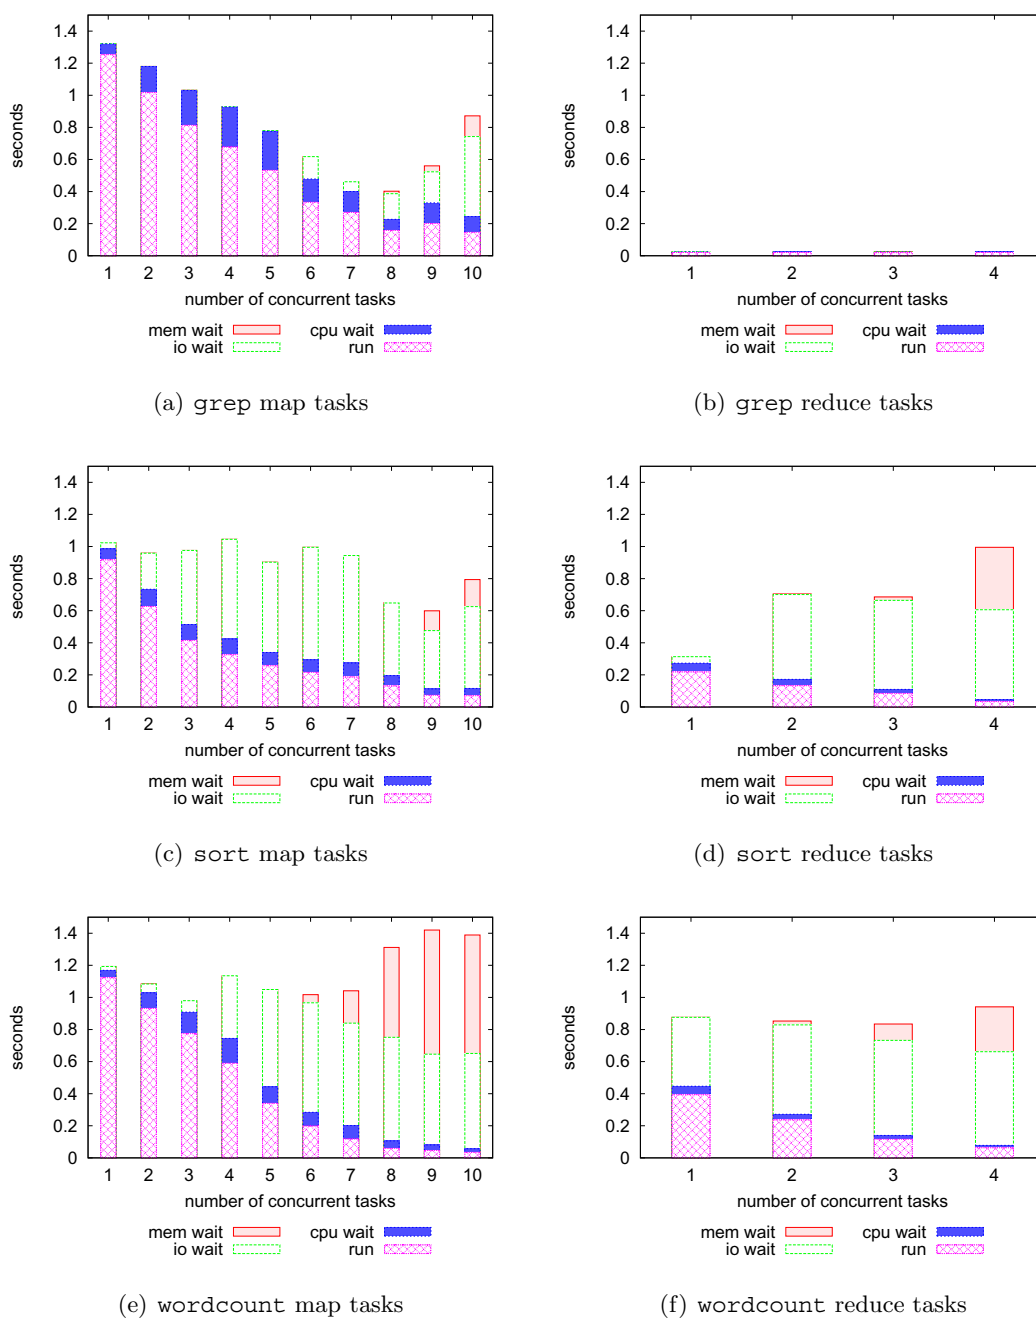 1.4
1.2
1
0.8
0.6
0.4
0.2
0
seconds
1 2 3 4 5 6 7 8 9 10
number of concurrent tasks
mem wait cpu wait
io wait run
(a) grep map tasks
1.4
1.2
1
0.8
0.6
0.4
0.2
0
seconds
1 2 3 4
number of concurrent tasks
mem wait cpu wait
io wait run
(b) grep reduce tasks
1.4
1.2
1
0.8
0.6
0.4
0.2
0
seconds
1 2 3 4 5 6 7 8 9 10
number of concurrent tasks
mem wait cpu wait
io wait run
(c) sort map tasks
1.4
1.2
1
0.8
0.6
0.4
0.2
0
seconds
1 2 3 4
number of concurrent tasks
mem wait cpu wait
io wait run
(d) sort reduce tasks
1.4
1.2
1
0.8
0.6
0.4
0.2
0
seconds
1 2 3 4 5 6 7 8 9 10
number of concurrent tasks
mem wait cpu wait
io wait run
(e) wordcount map tasks
1.4
1.2
1
0.8
0.6
0.4
0.2
0
seconds
1 2 3 4
number of concurrent tasks
mem wait cpu wait
io wait run
(f) wordcount reduce tasks